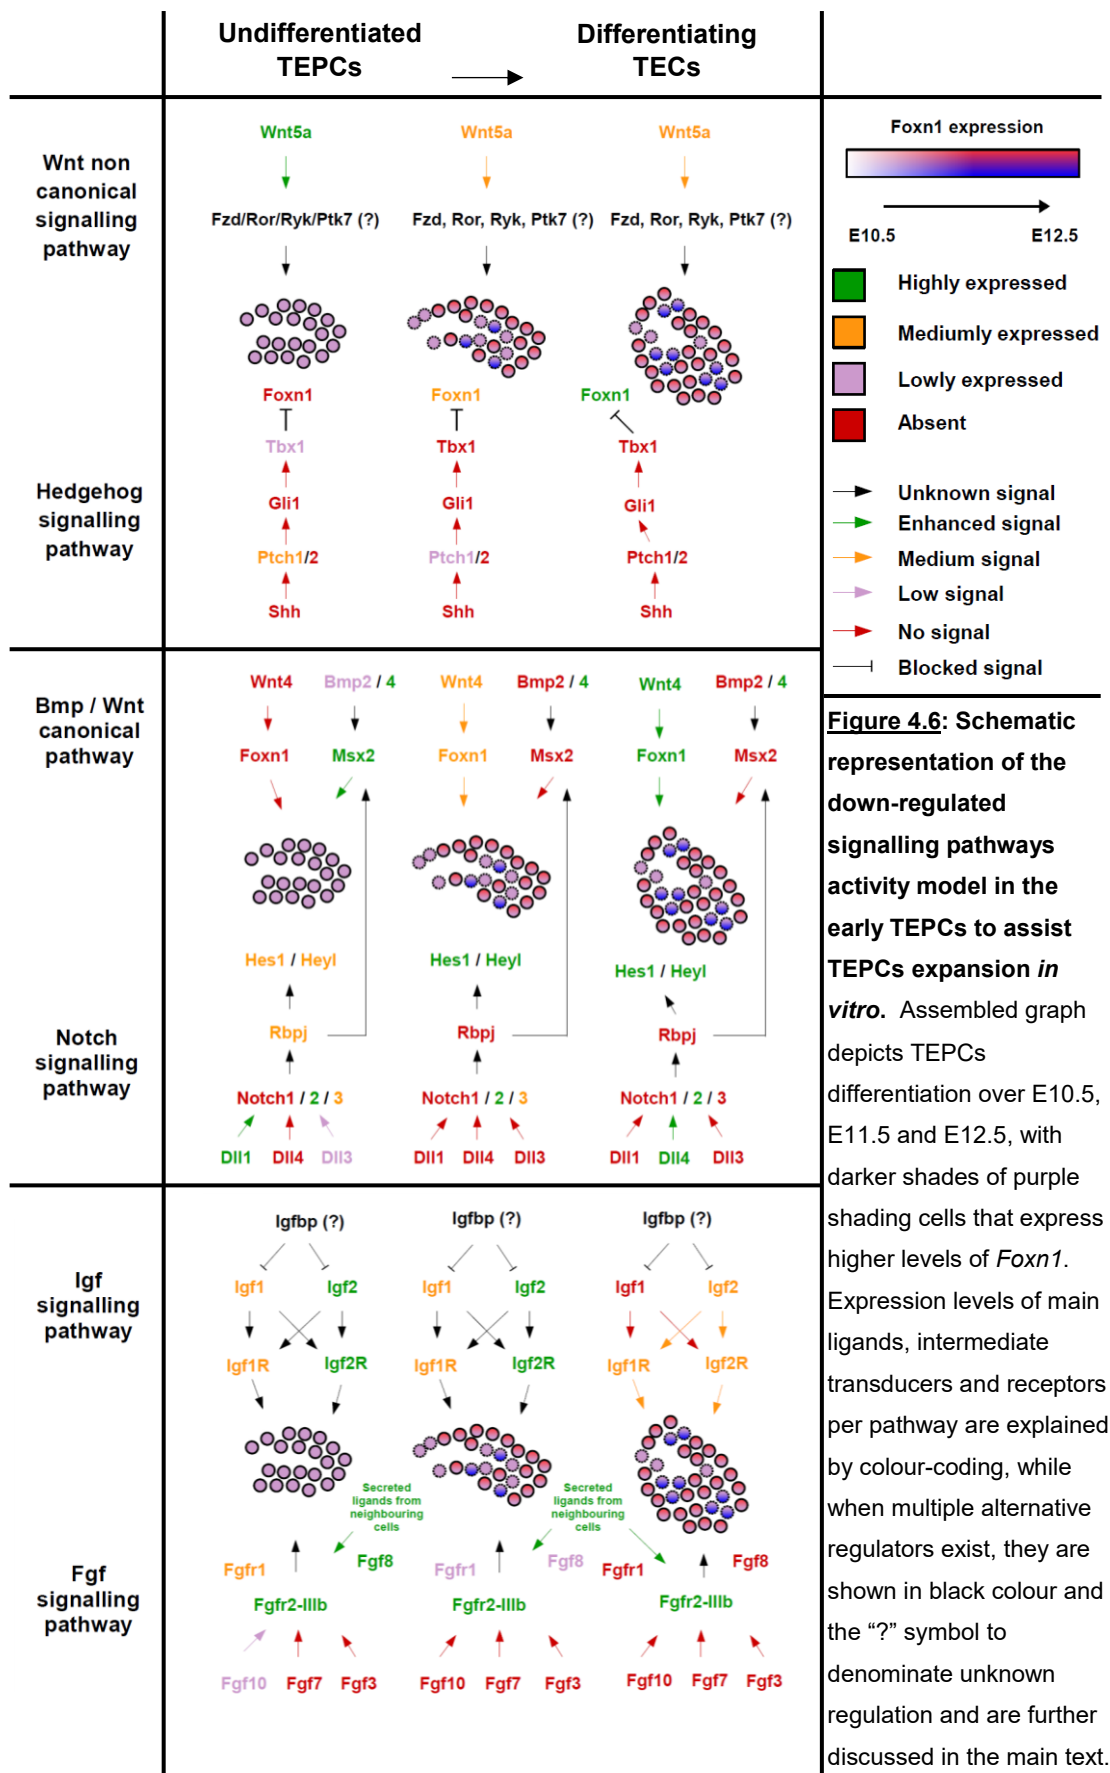 Undifferentiated
TEPCs
Differentiating
TECs
Wnt non
canonical
signalling
pathway
Wnt5a
Wnt5a
Wnt5a
Fzd/Ror/Ryk/Ptk7 (?)
Fzd, Ror, Ryk, Ptk7 (?)
Fzd, Ror, Ryk, Ptk7 (?)
Foxn1
Foxn1
Foxn1
Tbx1
Tbx1
Tbx1
Hedgehog
signalling
pathway
Gli1
Gli1
Gli1
Ptch1/2
Ptch1/2
Ptch1/2
Shh
Shh
Shh
Foxn1 expression
E10.5
E12.5
Highly expressed
Mediumly expressed
Lowly expressed
Absent
Unknown signal
Enhanced signal
Medium signal
Low signal
No signal
Blocked signal
Bmp / Wnt
canonical
pathway
Wnt4
Bmp2 / 4
Wnt4
Bmp2 / 4
Wnt4
Bmp2 / 4
Foxn1
Msx2
Foxn1
Msx2
Foxn1
Msx2
Hes1 / Heyl
Hes1 / Heyl
Hes1 / Heyl
Notch
signalling
pathway
Rbpj
Rbpj
Rbpj
Notch1 / 2 / 3
Notch1 / 2 / 3
Notch1 / 2 / 3
Dll1
Dll4
Dll3
Dll1
Dll4
Dll3
Dll1
Dll4
Dll3
Igf
signalling
pathway
Igfbp (?)
Igfbp (?)
Igfbp (?)
Igf1
Igf2
Igf1
Igf2
Igf1
Igf2
Igf1R
Igf2R
Igf1R
Igf2R
Igf1R
Igf2R
Secreted
ligands from
neighbouring
cells
Secreted
ligands from
neighbouring
cells
Fgf
signalling
pathway
Fgfr1
Fgf8
Fgfr1
Fgf8
Fgfr1
Fgf8
Fgfr2-IIIb
Fgfr2-IIIb
Fgfr2-IIIb
Fgf10
Fgf7
Fgf3
Fgf10
Fgf7
Fgf3
Fgf10
Fgf7
Fgf3
Figure 4.6: Schematic
representation of the
down-regulated
signalling pathways
activity model in the
early TEPCs to assist
TEPCs expansion in
vitro. Assembled graph
depicts TEPCs
differentiation over E10.5,
E11.5 and E12.5, with
darker shades of purple
shading cells that express
higher levels of Foxn1.
Expression levels of main
ligands, intermediate
transducers and receptors
per pathway are explained
by colour-coding, while
when multiple alternative
regulators exist, they are
shown in black colour and
the “?” symbol to
denominate unknown
regulation and are further
discussed in the main text.